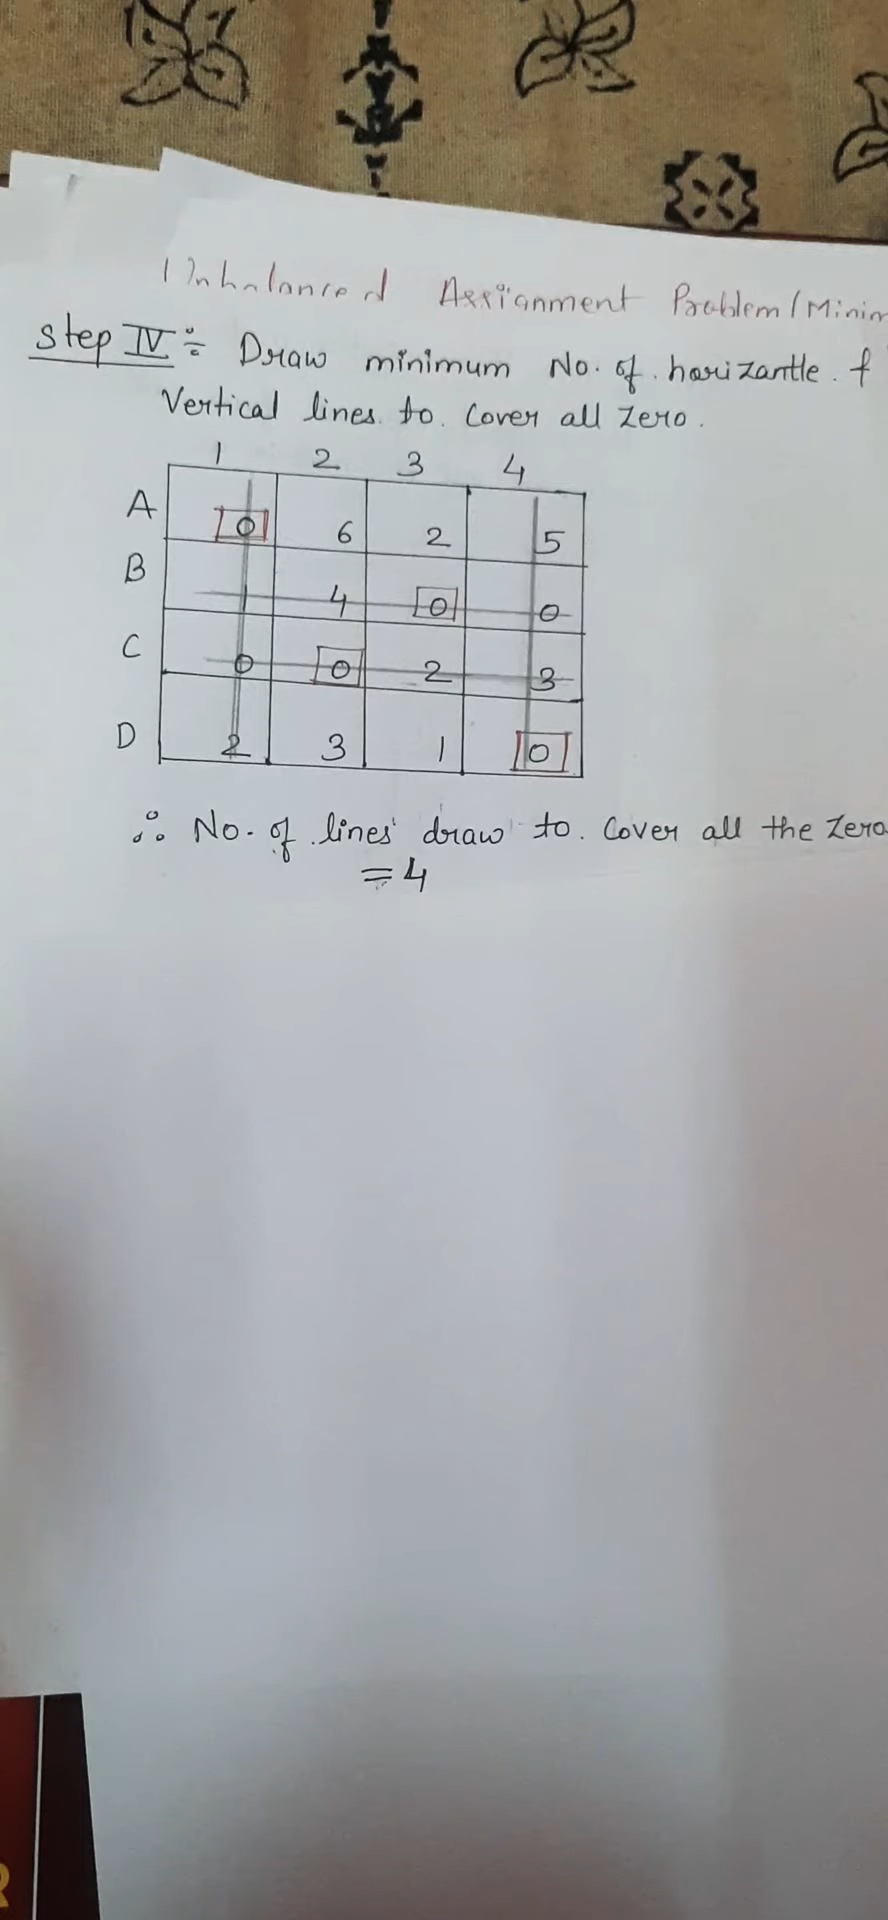 Unbalanced Assignment Problem / Minim
Step IV ÷ Draw minimum No. of. horizantle. &
Vertical lines to. Cover all Zero.
1 2 3 4
A 0 6 2 5
B 1 4 0 0
C 0 0 2 3
D 2 3 1 0
∴ No. of lines draw to. Cover all the Zero
= 4
R